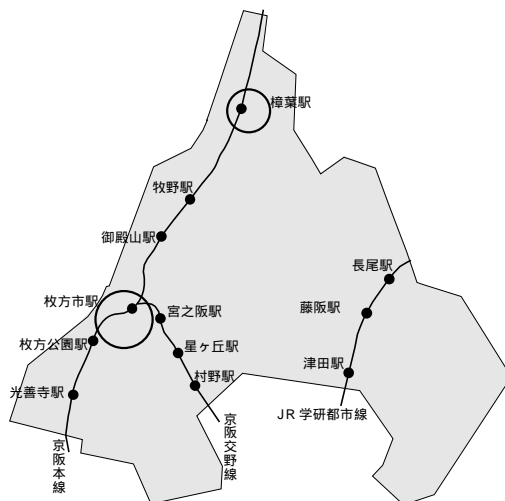 樟葉駅
牧野駅
御殿山駅
長尾駅
枚方市駅
宮之阪駅
藤阪駅
枚方公園駅
星ヶ丘駅
津田駅
村野駅
光善寺駅
JR 学研都市線
京阪本線
京阪交野線